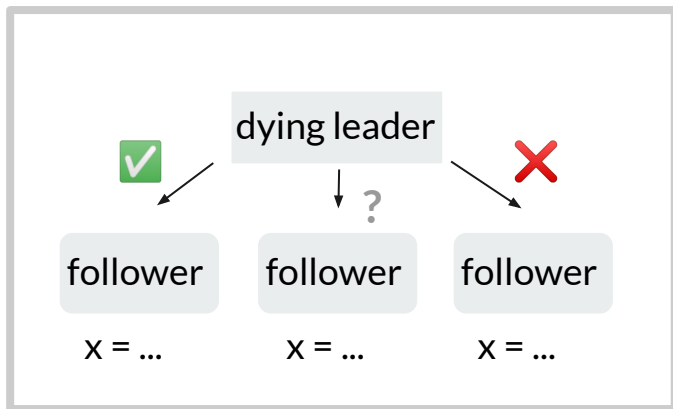 dying leader
✅ ❌
?
follower follower follower
x = ... x = ... x = ...